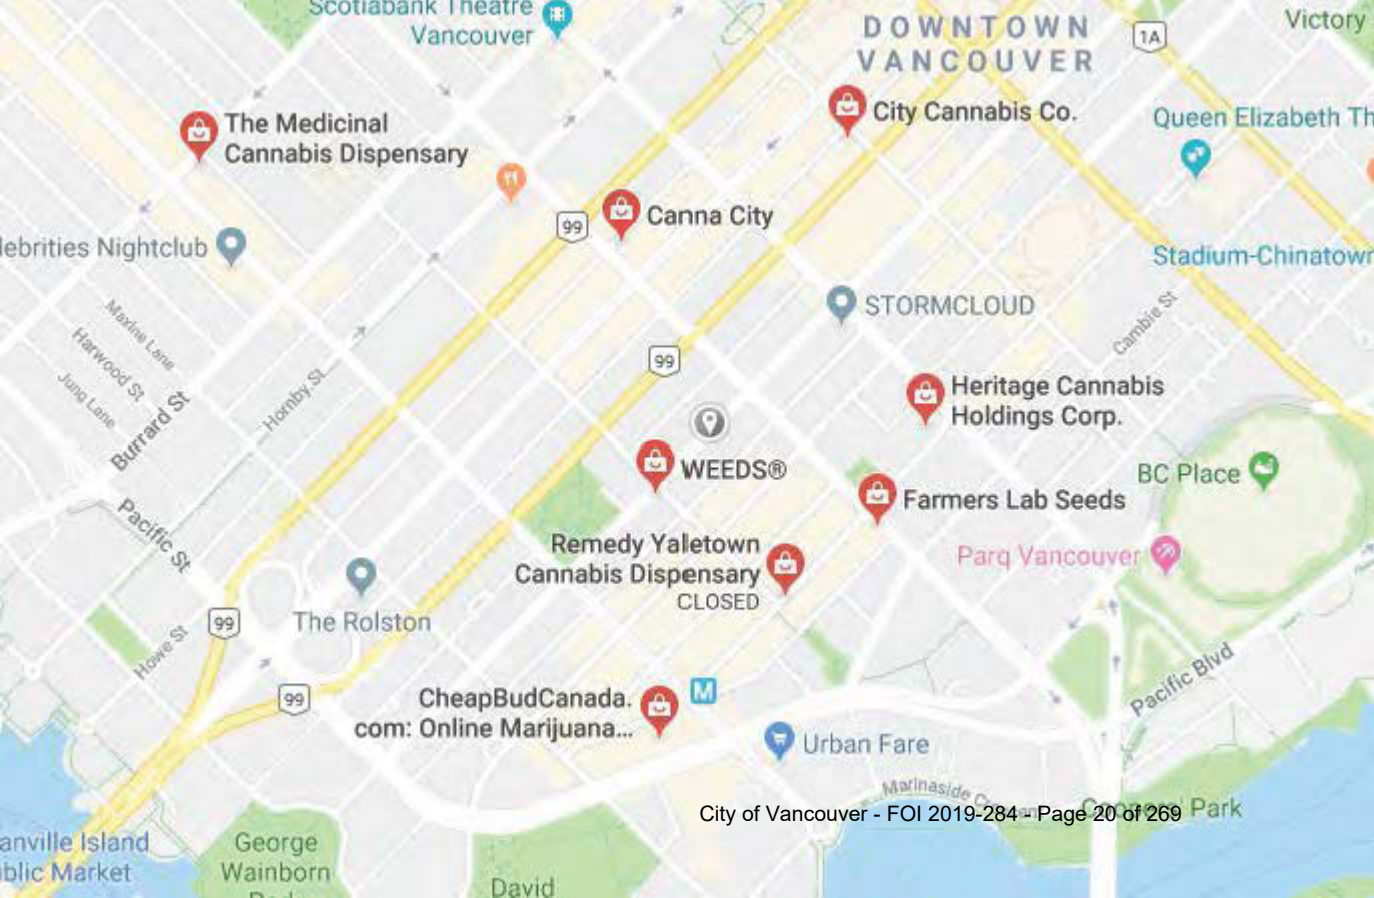 Scotiabank Theatre
Vancouver
DOWNTOWN
VANCOUVER
1A
Victory
The Medicinal
Cannabis Dispensary
City Cannabis Co.
Queen Elizabeth Th
99
Canna City
lebrities Nightclub
Stadium-Chinatown
STORMCLOUD
Cambie St
Maxine Lane
Harwood St
Jung Lane
Burrard St
Hornby St
99
Heritage Cannabis
Holdings Corp.
WEEDS®
BC Place
Farmers Lab Seeds
Pacific St
Remedy Yaletown
Cannabis Dispensary
CLOSED
Parq Vancouver
The Rolston
99
Howe St
Pacific Blvd
99
CheapBudCanada.
com: Online Marijuana...
M
Urban Fare
Marinaside
City of Vancouver - FOI 2019-284 - Page 20 of 269
Park
anville Island
ublic Market
George
Wainborn
David